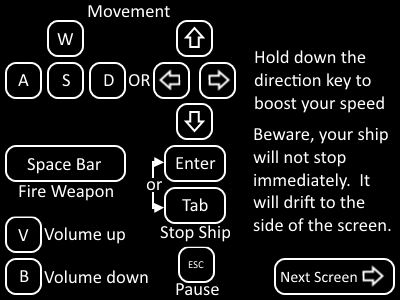 Movement
W
A S D OR
Hold down the
direction key to
boost your speed
Beware, your ship
will not stop
immediately. It
will drift to the
side of the screen.
Space Bar
Fire Weapon
Enter
or
Tab
Stop Ship
V Volume up
B Volume down
ESC
Pause
Next Screen